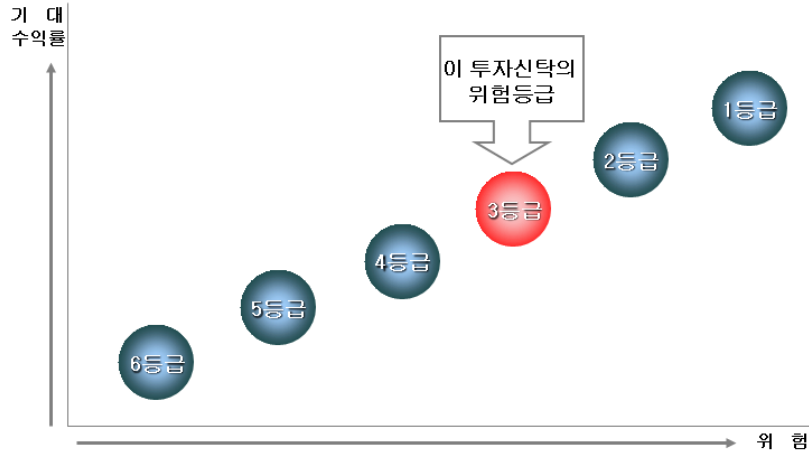 기 대
수익률
이 투자신탁의
위험등급
1등급
2등급
3등급
4등급
5등급
6등급
위 험